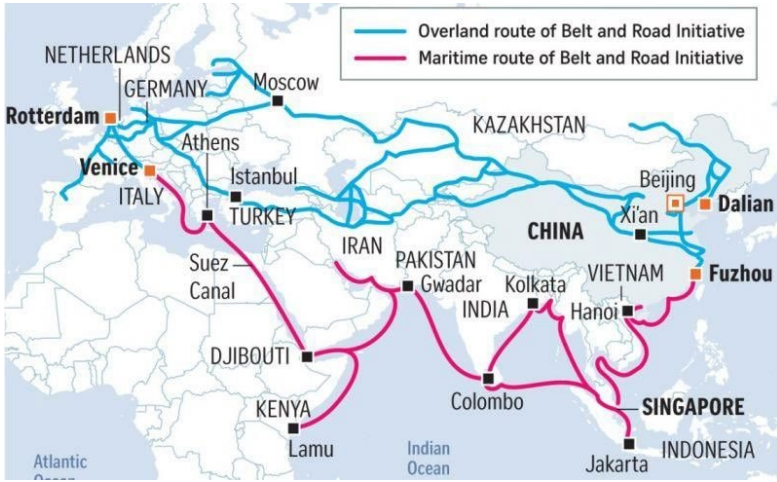 Overland route of Belt and Road Initiative
Maritime route of Belt and Road Initiative
NETHERLANDS
Moscow
GERMANY
Rotterdam
KAZAKHSTAN
Athens
Venice
Istanbul
Beijing
ITALY
TURKEY
Dalian
Xi'an
CHINA
IRAN
PAKISTAN
Suez
Canal
Gwadar
Kolkata
VIETNAM
Fuzhou
INDIA
Hanoi
DJIBOUTI
Colombo
SINGAPORE
KENYA
Lamu
Indian
Ocean
INDONESIA
Jakarta
Atlantic